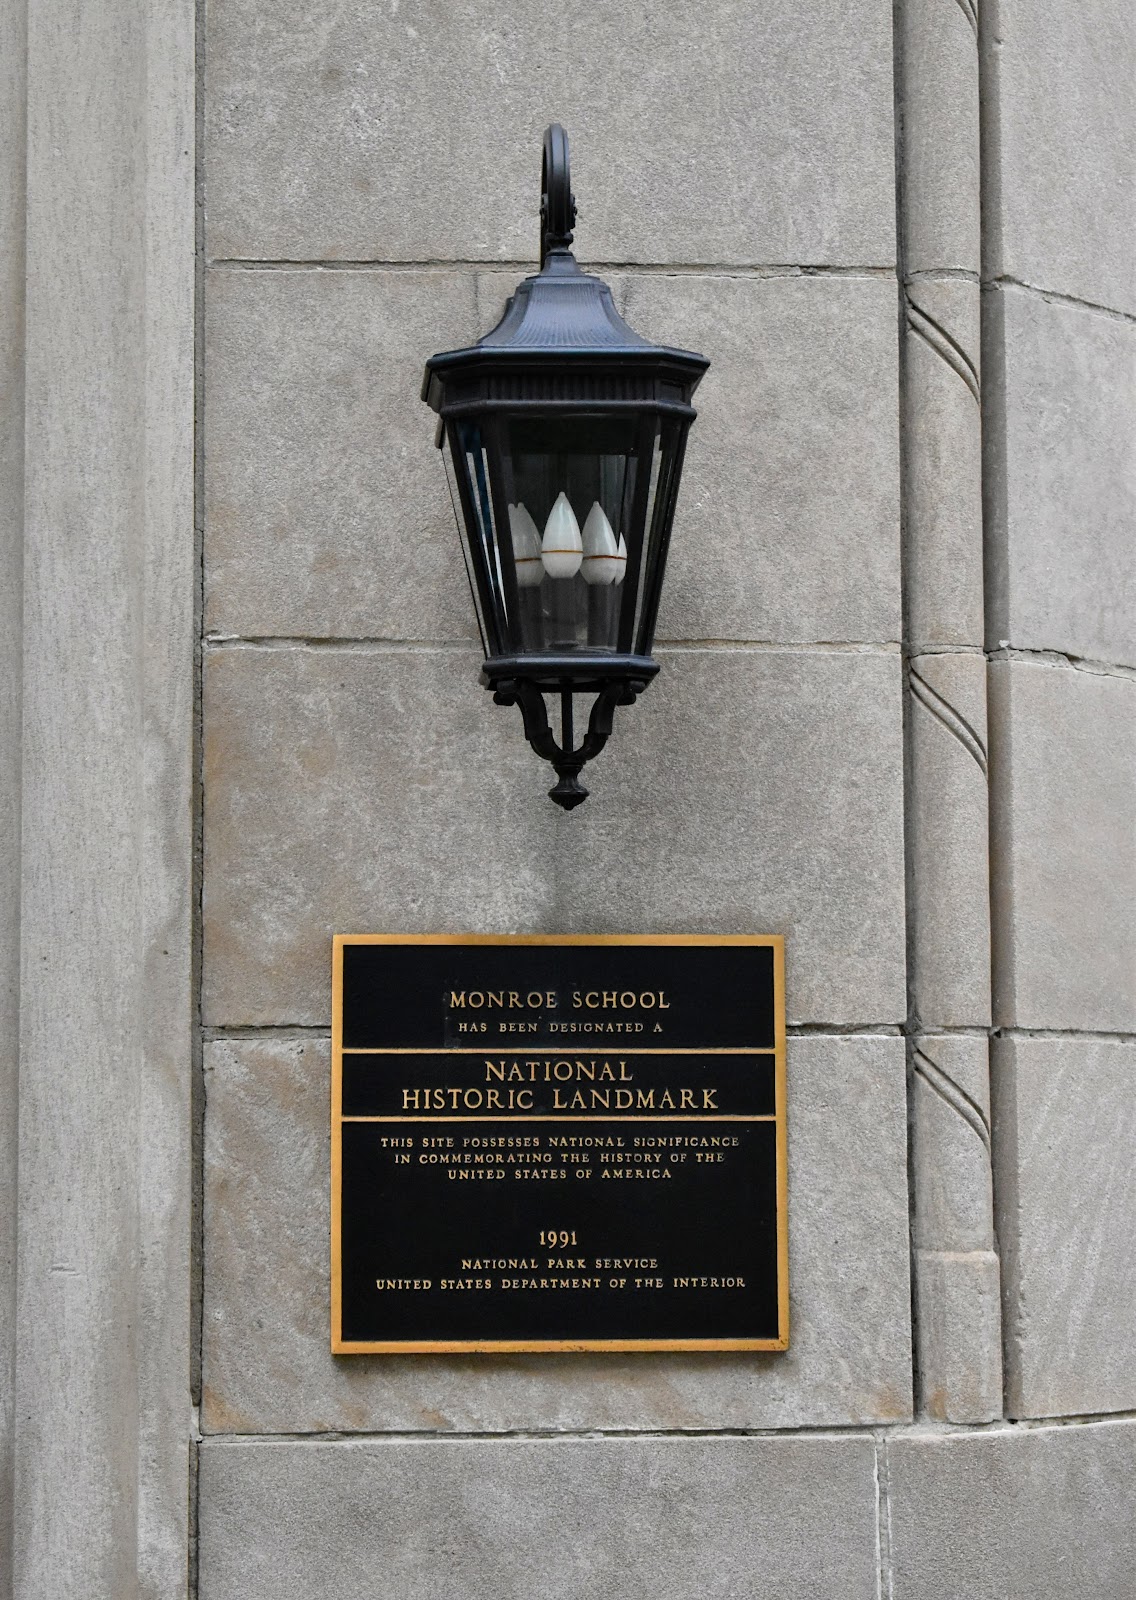 MONROE SCHOOL
HAS BEEN DESIGNATED A
NATIONAL
HISTORIC LANDMARK
THIS SITE POSSESSES NATIONAL SIGNIFICANCE
IN COMMEMORATING THE HISTORY OF THE
UNITED STATES OF AMERICA
1991
NATIONAL PARK SERVICE
UNITED STATES DEPARTMENT OF THE INTERIOR